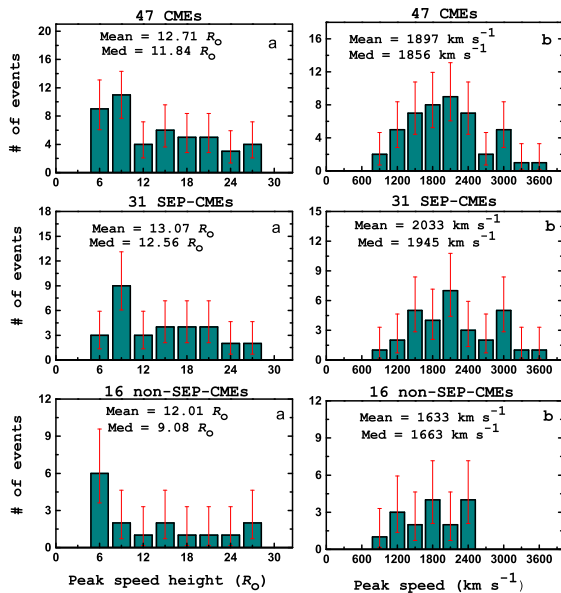 47 CMEs
Mean = 12.71 R_O
Med = 11.84 R_O
a
20
16
12
8
4
0
0 6 12 18 24 30
# of events
47 CMEs
Mean = 1897 km s⁻¹
Med = 1856 km s⁻¹
b
16
12
8
4
0
0 600 1200 1800 2400 3000 3600
31 SEP-CMEs
Mean = 13.07 R_O
Med = 12.56 R_O
a
18
15
12
9
6
3
0
0 6 12 18 24 30
# of events
31 SEP-CMEs
Mean = 2033 km s⁻¹
Med = 1945 km s⁻¹
b
15
12
9
6
3
0
0 600 1200 1800 2400 3000 3600
16 non-SEP-CMEs
Mean = 12.01 R_O
Med = 9.08 R_O
a
12
9
6
3
0
0 6 12 18 24 30
# of events
Peak speed height (R_O)
16 non-SEP-CMEs
Mean = 1633 km s⁻¹
Med = 1663 km s⁻¹
b
12
9
6
3
0
0 600 1200 1800 2400 3000 3600
Peak speed (km s⁻¹)